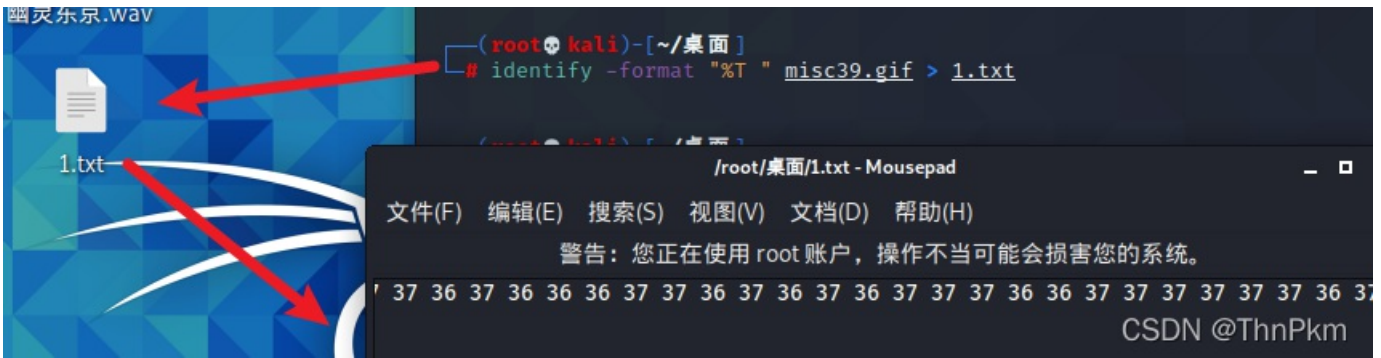 幽灵东京.wav
(root💀kali)-[~/桌面]
# identify -format "%T " misc39.gif > 1.txt
1.txt
/root/桌面/1.txt - Mousepad
文件(F) 编辑(E) 搜索(S) 视图(V) 文档(D) 帮助(H)
警告：您正在使用 root 账户，操作不当可能会损害您的系统。
37 36 37 36 36 36 37 37 36 37 36 37 36 37 37 37 36 36 37 37 37 37 37 36 37
CSDN @ThnPkm